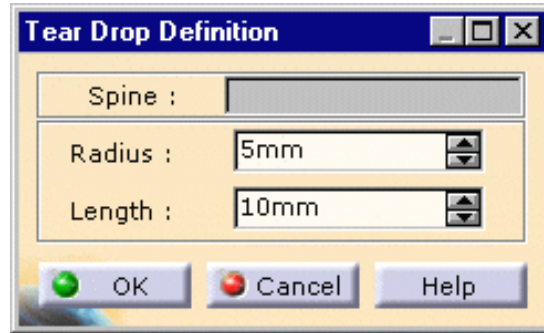 Tear Drop Definition
Spine :
Radius : 5mm
Length : 10mm
OK Cancel Help